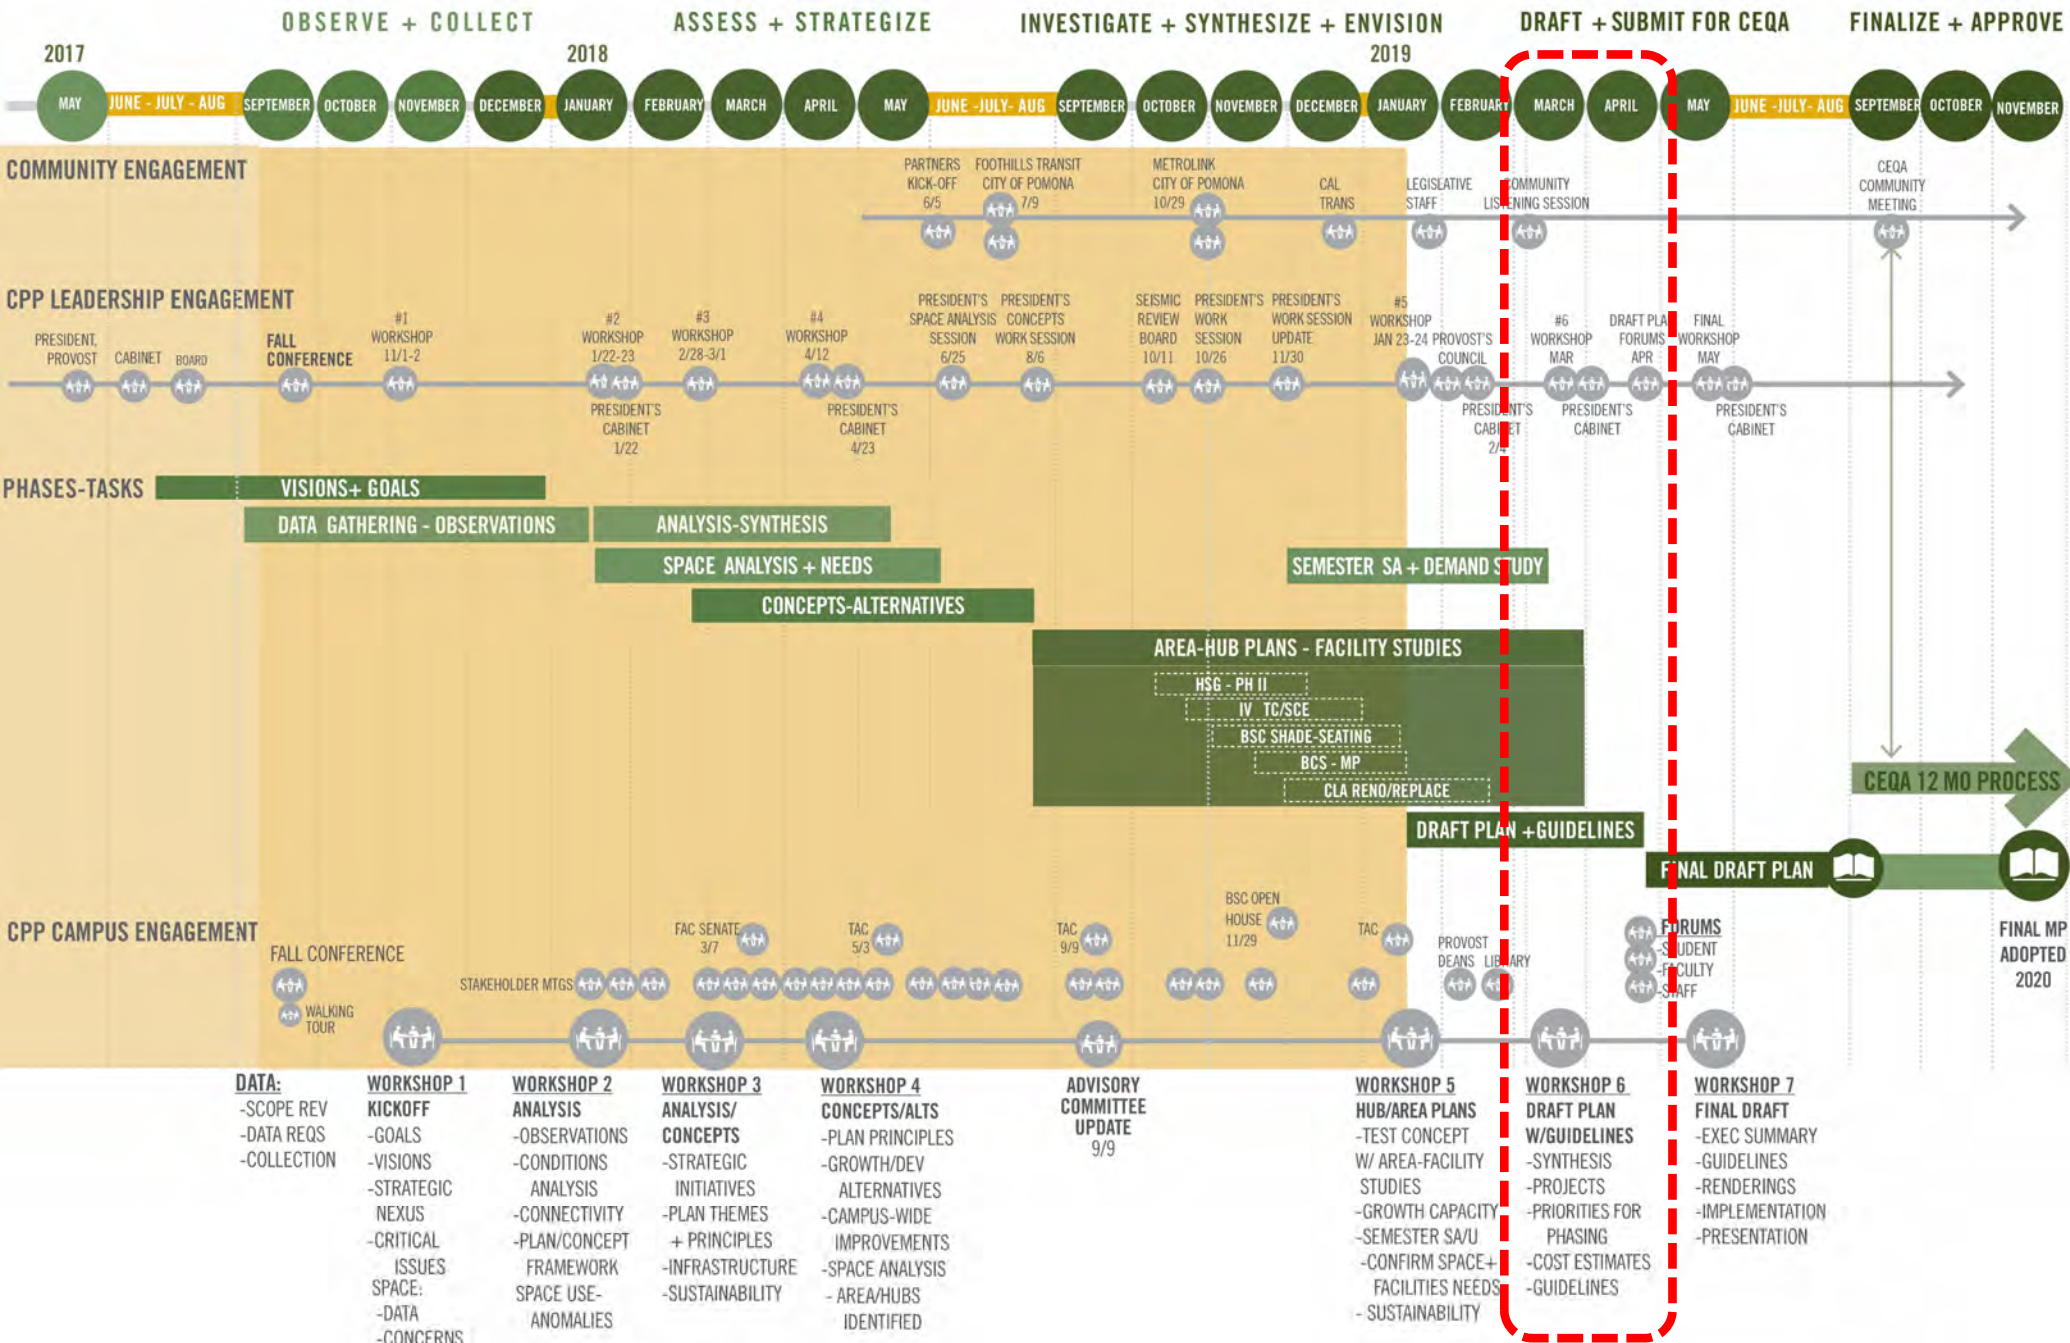 OBSERVE + COLLECT
ASSESS + STRATEGIZE
INVESTIGATE + SYNTHESIZE + ENVISION
DRAFT + SUBMIT FOR CEQA
FINALIZE + APPROVE
2017
2018
2019
MAY
JUNE - JULY - AUG
SEPTEMBER
OCTOBER
NOVEMBER
DECEMBER
JANUARY
FEBRUARY
MARCH
APRIL
MAY
JUNE -JULY- AUG
SEPTEMBER
OCTOBER
NOVEMBER
DECEMBER
JANUARY
FEBRUARY
MARCH
APRIL
MAY
JUNE -JULY- AUG
SEPTEMBER
OCTOBER
NOVEMBER
COMMUNITY ENGAGEMENT
PARTNERS
KICK-OFF
6/5
FOOTHILLS TRANSIT
CITY OF POMONA
7/9
METROLINK
CITY OF POMONA
10/29
CAL
TRANS
LEGISLATIVE
STAFF
COMMUNITY
LISTENING SESSION
CEQA
COMMUNITY
MEETING
CPP LEADERSHIP ENGAGEMENT
PRESIDENT,
PROVOST
CABINET
BOARD
FALL
CONFERENCE
#1
WORKSHOP
11/1-2
#2
WORKSHOP
1/22-23
PRESIDENT'S
CABINET
1/22
#3
WORKSHOP
2/28-3/1
#4
WORKSHOP
4/12
PRESIDENT'S
CABINET
4/23
PRESIDENT'S
SPACE ANALYSIS
SESSION
6/25
PRESIDENT'S
CONCEPTS
WORK SESSION
8/6
SEISMIC
REVIEW
BOARD
10/11
PRESIDENT'S
WORK
SESSION
10/26
PRESIDENT'S
WORK SESSION
UPDATE
11/30
#5
WORKSHOP
JAN 23-24
PROVOST'S
COUNCIL
PRESIDENT'S
CABINET
2/4
#6
WORKSHOP
MAR
PRESIDENT'S
CABINET
DRAFT PLAN
FORUMS
APR
FINAL
WORKSHOP
MAY
PRESIDENT'S
CABINET
PHASES-TASKS
VISIONS+ GOALS
DATA GATHERING - OBSERVATIONS
ANALYSIS-SYNTHESIS
SPACE ANALYSIS + NEEDS
SEMESTER SA + DEMAND STUDY
CONCEPTS-ALTERNATIVES
AREA-HUB PLANS - FACILITY STUDIES
HSG - PH II
IV TC/SCE
BSC SHADE-SEATING
BCS - MP
CLA RENO/REPLACE
CEQA 12 MO PROCESS
DRAFT PLAN +GUIDELINES
FINAL DRAFT PLAN
FINAL MP
ADOPTED
2020
CPP CAMPUS ENGAGEMENT
FALL CONFERENCE
WALKING
TOUR
STAKEHOLDER MTGS
FAC SENATE
3/7
TAC
5/3
TAC
9/9
BSC OPEN
HOUSE
11/29
TAC
PROVOST
DEANS
LIBRARY
FORUMS
-STUDENT
-FACULTY
-STAFF
DATA:
-SCOPE REV
-DATA REQS
-COLLECTION
WORKSHOP 1
KICKOFF
-GOALS
-VISIONS
-STRATEGIC
NEXUS
-CRITICAL
ISSUES
SPACE:
-DATA
-CONCERNS
WORKSHOP 2
ANALYSIS
-OBSERVATIONS
-CONDITIONS
ANALYSIS
-CONNECTIVITY
-PLAN/CONCEPT
FRAMEWORK
SPACE USE-
ANOMALIES
WORKSHOP 3
ANALYSIS/
CONCEPTS
-STRATEGIC
INITIATIVES
-PLAN THEMES
+ PRINCIPLES
-INFRASTRUCTURE
-SUSTAINABILITY
WORKSHOP 4
CONCEPTS/ALTS
-PLAN PRINCIPLES
-GROWTH/DEV
ALTERNATIVES
-CAMPUS-WIDE
IMPROVEMENTS
-SPACE ANALYSIS
- AREA/HUBS
IDENTIFIED
ADVISORY
COMMITTEE
UPDATE
9/9
WORKSHOP 5
HUB/AREA PLANS
-TEST CONCEPT
W/ AREA-FACILITY
STUDIES
-GROWTH CAPACITY
-SEMESTER SA/U
-CONFIRM SPACE+
FACILITIES NEEDS
- SUSTAINABILITY
WORKSHOP 6
DRAFT PLAN
W/GUIDELINES
-SYNTHESIS
-PROJECTS
-PRIORITIES FOR
PHASING
-COST ESTIMATES
-GUIDELINES
WORKSHOP 7
FINAL DRAFT
-EXEC SUMMARY
-GUIDELINES
-RENDERINGS
-IMPLEMENTATION
-PRESENTATION